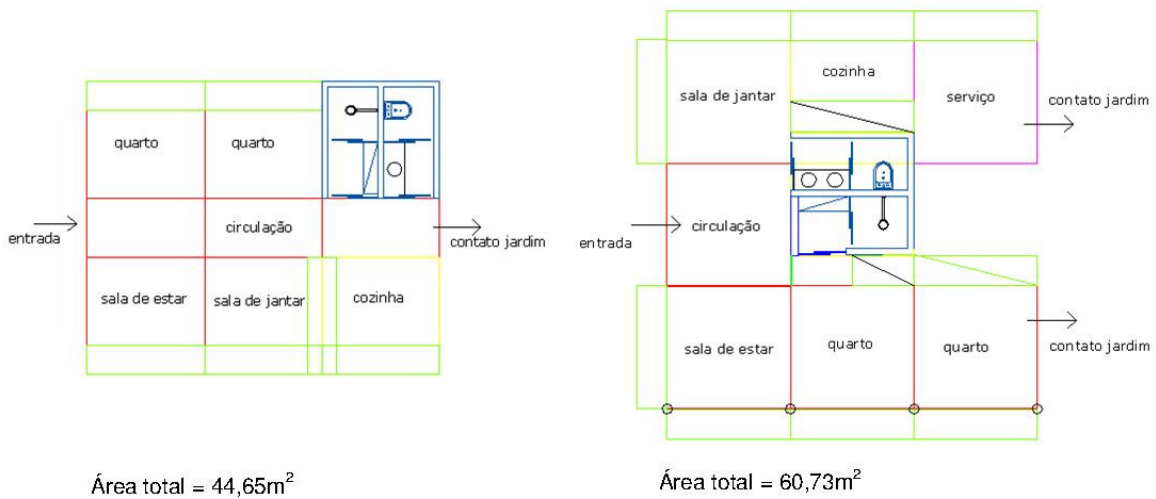 quarto
quarto
entrada
circulação
contato jardim
sala de estar
sala de jantar
cozinha
Área total = 44,65m²
cozinha
sala de jantar
serviço
contato jardim
entrada
circulação
sala de estar
quarto
quarto
contato jardim
Área total = 60,73m²